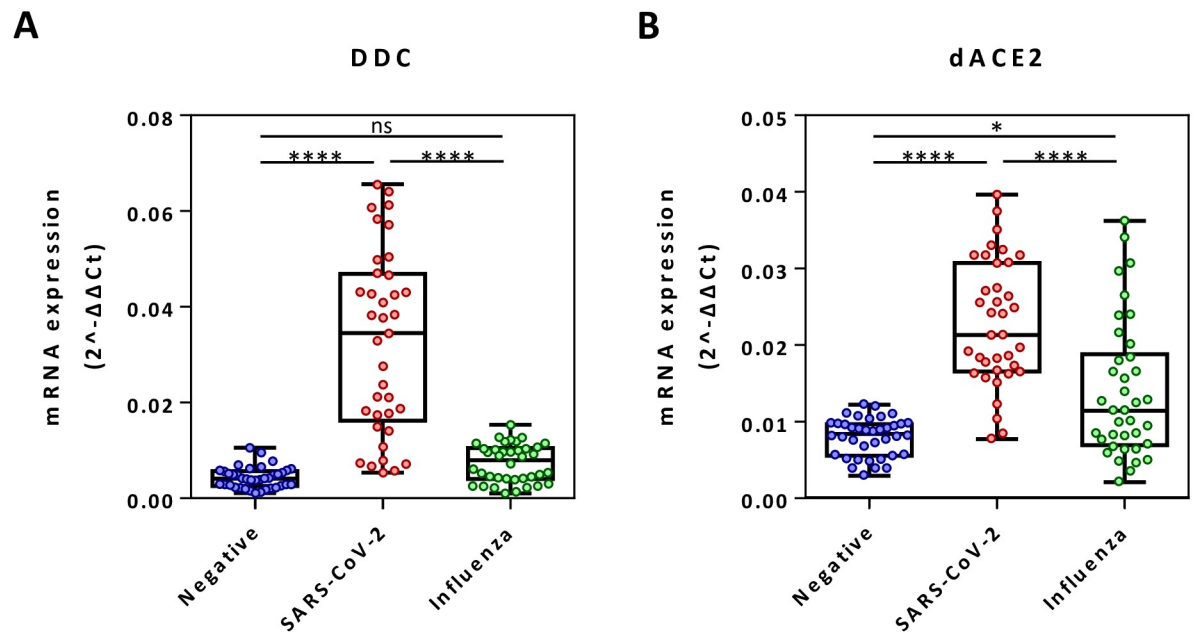 A
DDC
mRNA expression
(2^-ΔΔCt)
0.08
0.06
0.04
0.02
0.00
ns
**** ****
Negative
SARS-CoV-2
Influenza
B
dACE2
mRNA expression
(2^-ΔΔCt)
0.05
0.04
0.03
0.02
0.01
0.00
*
**** ****
Negative
SARS-CoV-2
Influenza